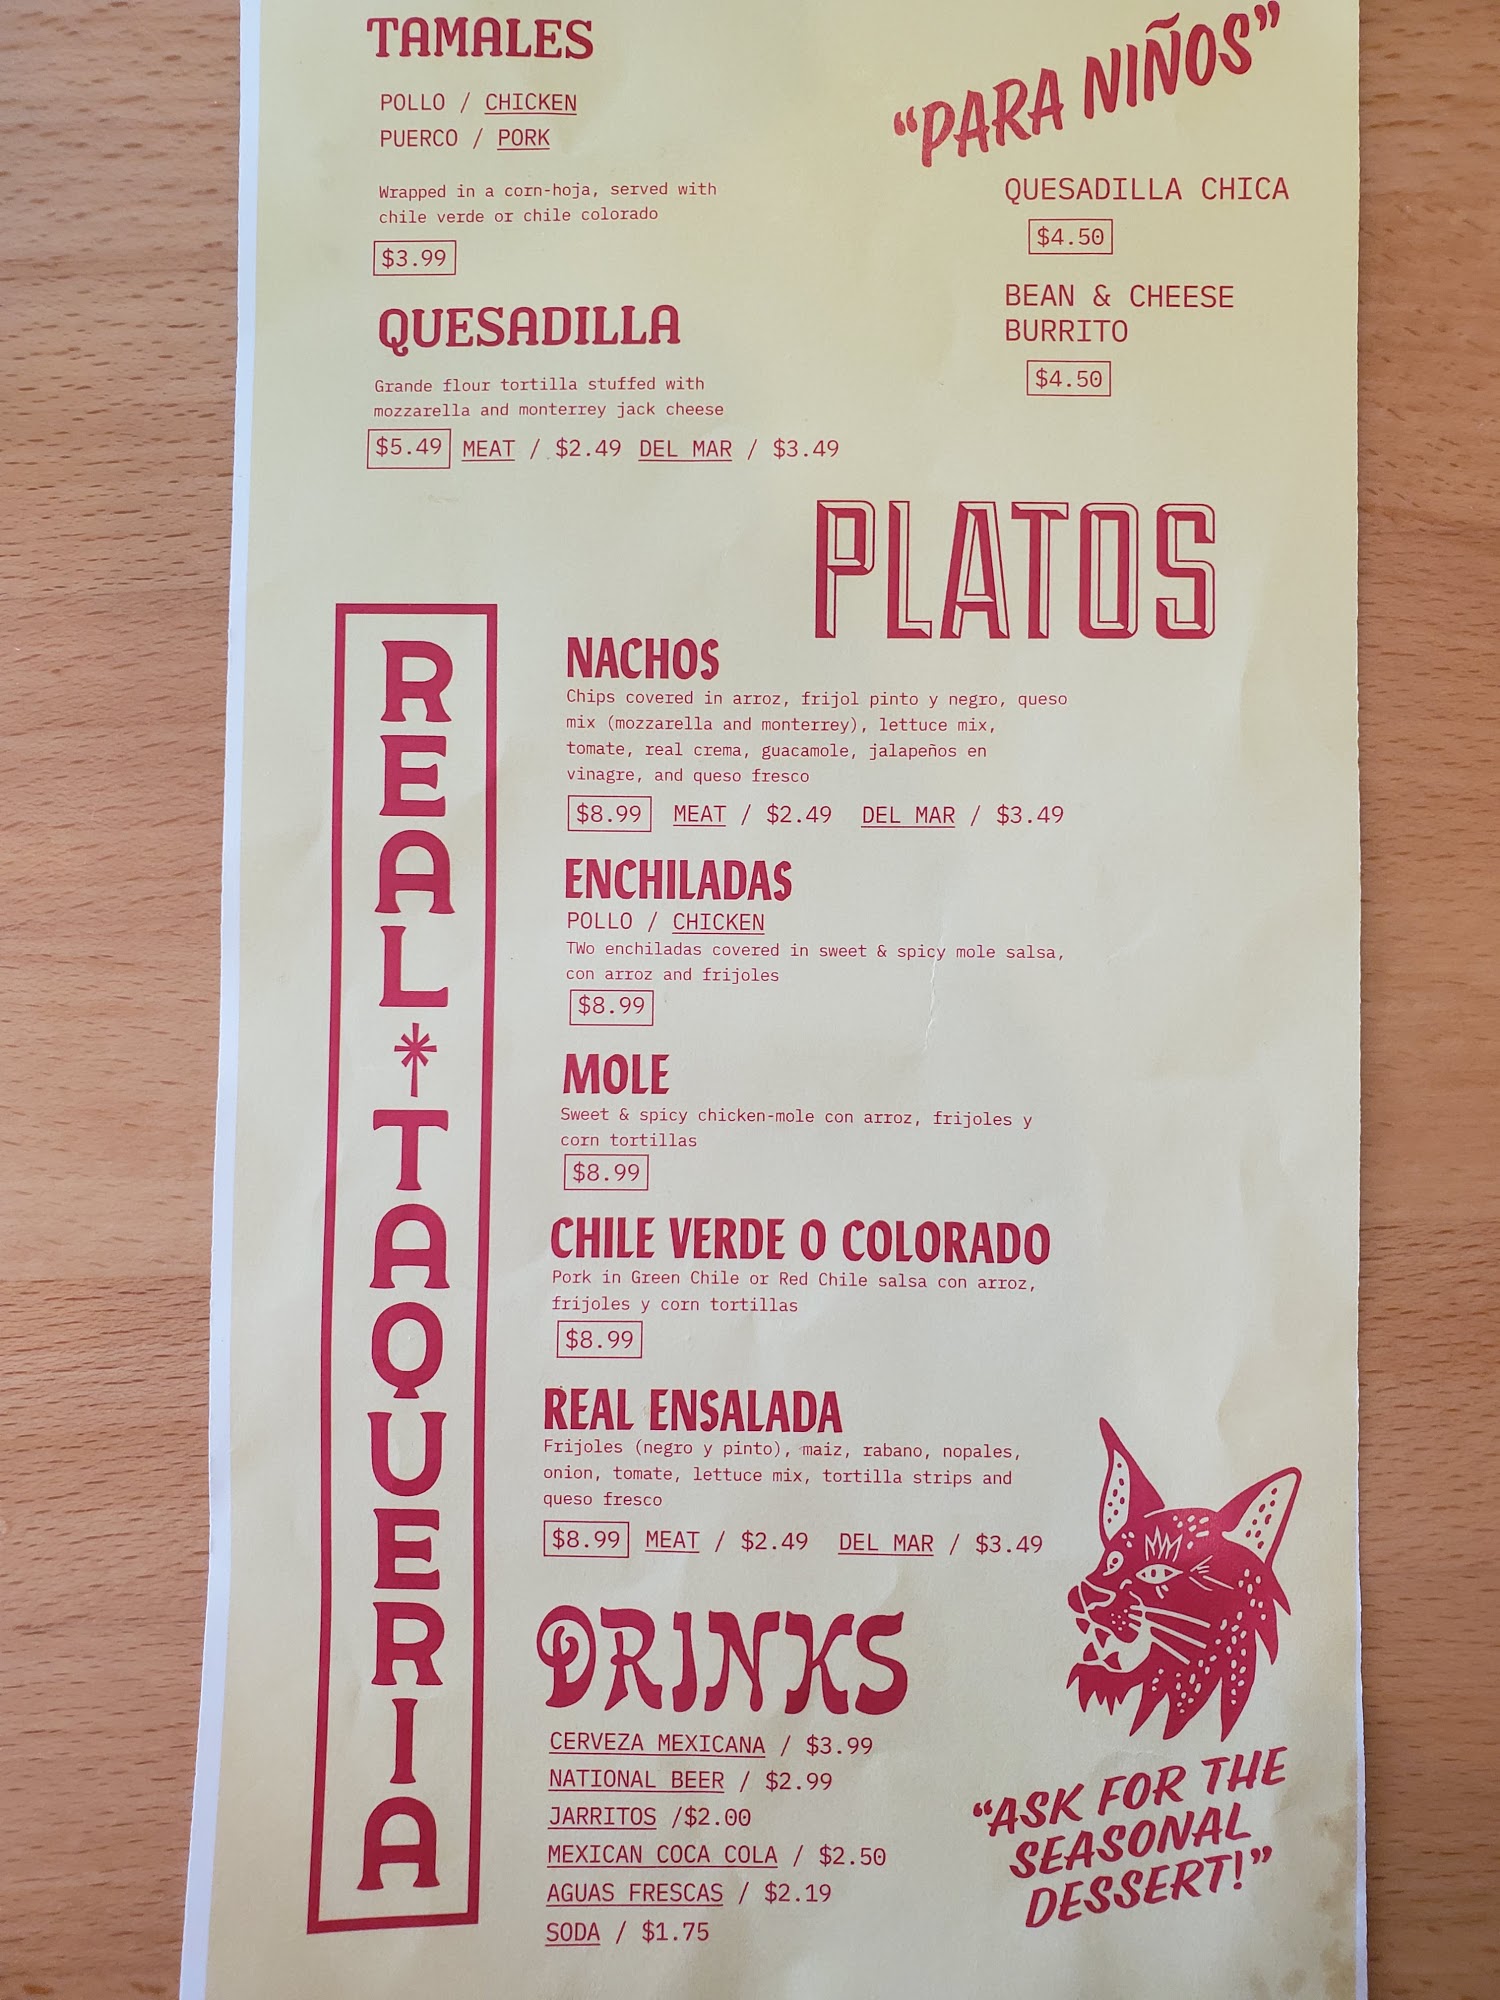 TAMALES
POLLO / CHICKEN
PUERCO / PORK
Wrapped in a corn-hoja, served with
chile verde or chile colorado
$3.99
QUESADILLA
Grande flour tortilla stuffed with
mozzarella and monterrey jack cheese
$5.49 MEAT / $2.49 DEL MAR / $3.49
"PARA NIÑOS"
QUESADILLA CHICA
$4.50
BEAN & CHEESE
BURRITO
$4.50
PLATOS
REAL TAQUERIA
NACHOS
Chips covered in arroz, frijol pinto y negro, queso
mix (mozzarella and monterrey), lettuce mix,
tomate, real crema, guacamole, jalapeños en
vinagre, and queso fresco
$8.99 MEAT / $2.49 DEL MAR / $3.49
ENCHILADAS
POLLO / CHICKEN
TWo enchiladas covered in sweet & spicy mole salsa,
con arroz and frijoles
$8.99
MOLE
Sweet & spicy chicken-mole con arroz, frijoles y
corn tortillas
$8.99
CHILE VERDE O COLORADO
Pork in Green Chile or Red Chile salsa con arroz,
frijoles y corn tortillas
$8.99
REAL ENSALADA
Frijoles (negro y pinto), maiz, rabano, nopales,
onion, tomate, lettuce mix, tortilla strips and
queso fresco
$8.99 MEAT / $2.49 DEL MAR / $3.49
DRINKS
CERVEZA MEXICANA / $3.99
NATIONAL BEER / $2.99
JARRITOS /$2.00
MEXICAN COCA COLA / $2.50
AGUAS FRESCAS / $2.19
SODA / $1.75
"ASK FOR THE
SEASONAL
DESSERT!"